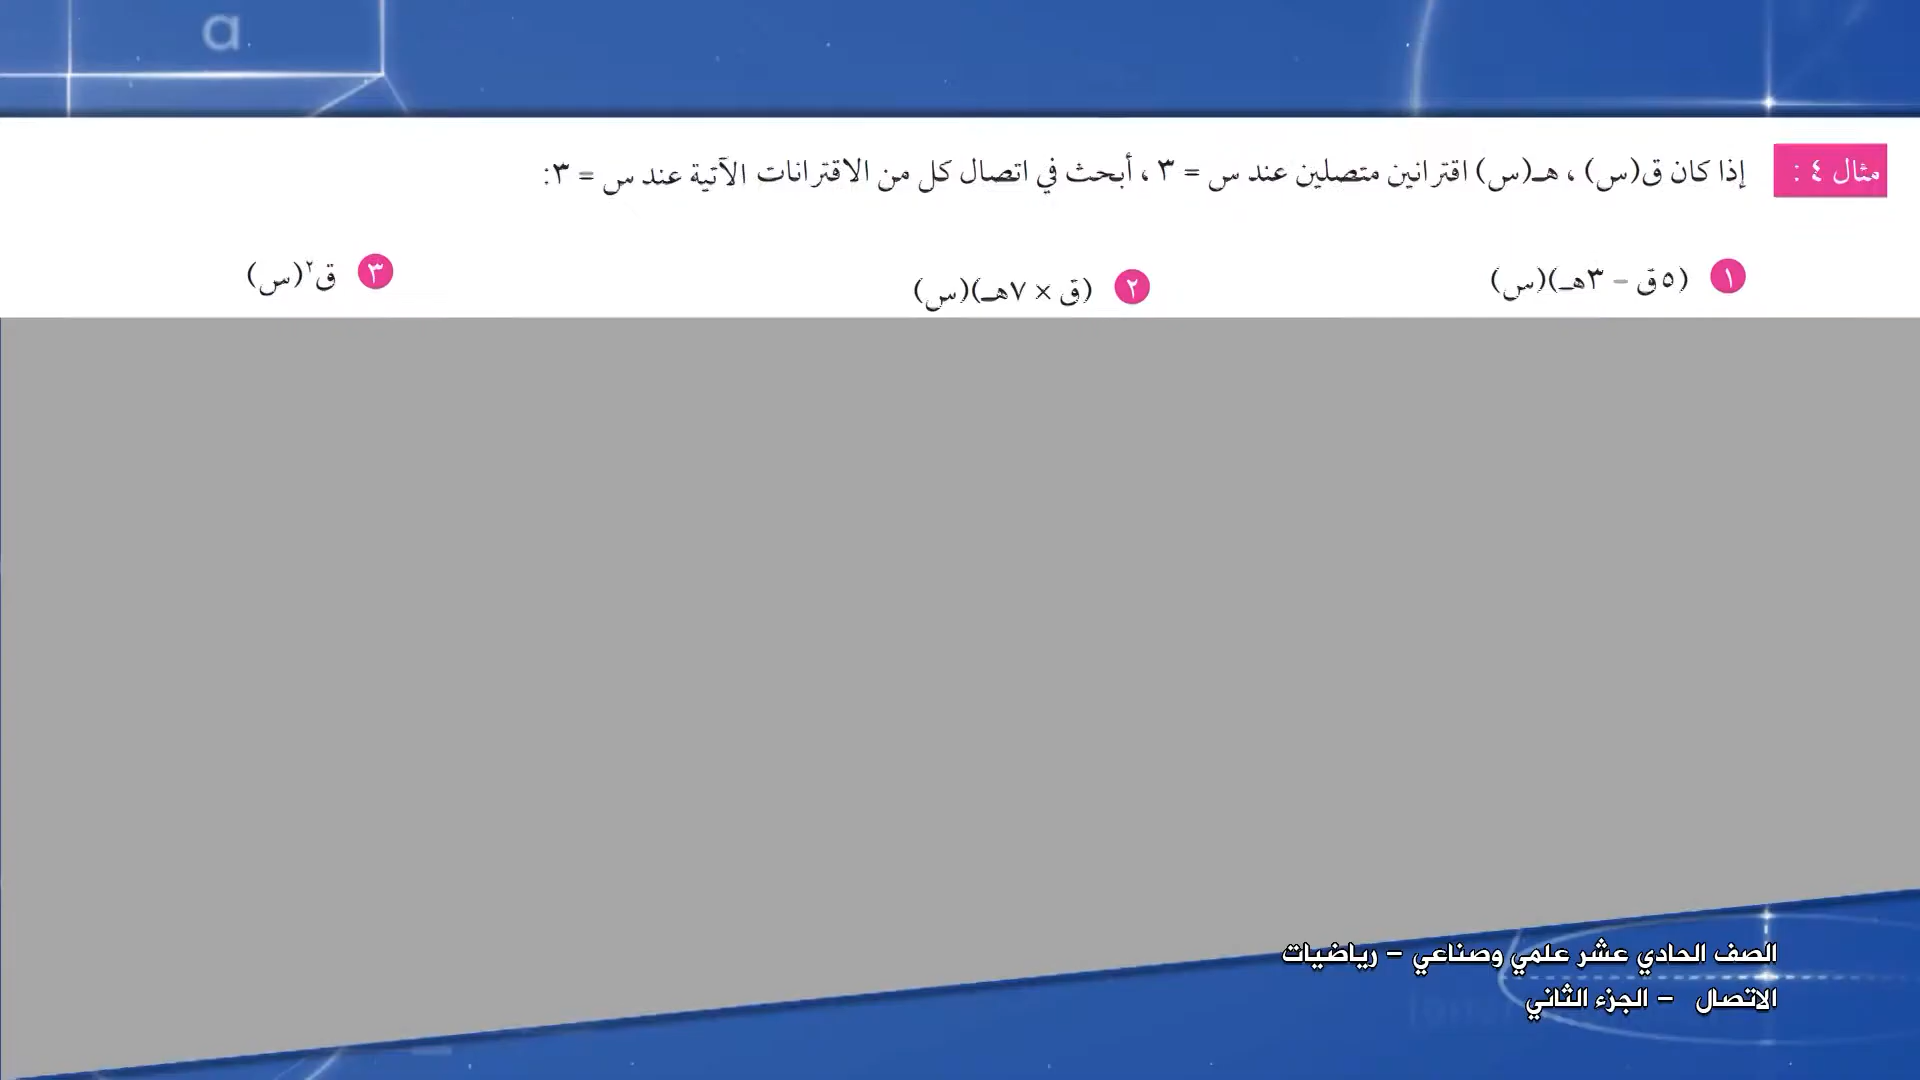 a
مثال ٤ : إذا كان ق(س) ، هـ(س) اقترانين متصلين عند س = ٣ ، أبحث في اتصال كل من الاقترانات الآتية عند س = ٣:
١ (٥ق - ٣هـ)(س) ٢ (ق × ٧هـ)(س) ٣ ق٢(س)
الصف الحادي عشر علمي وصناعي - رياضيات
الاتصال - الجزء الثاني